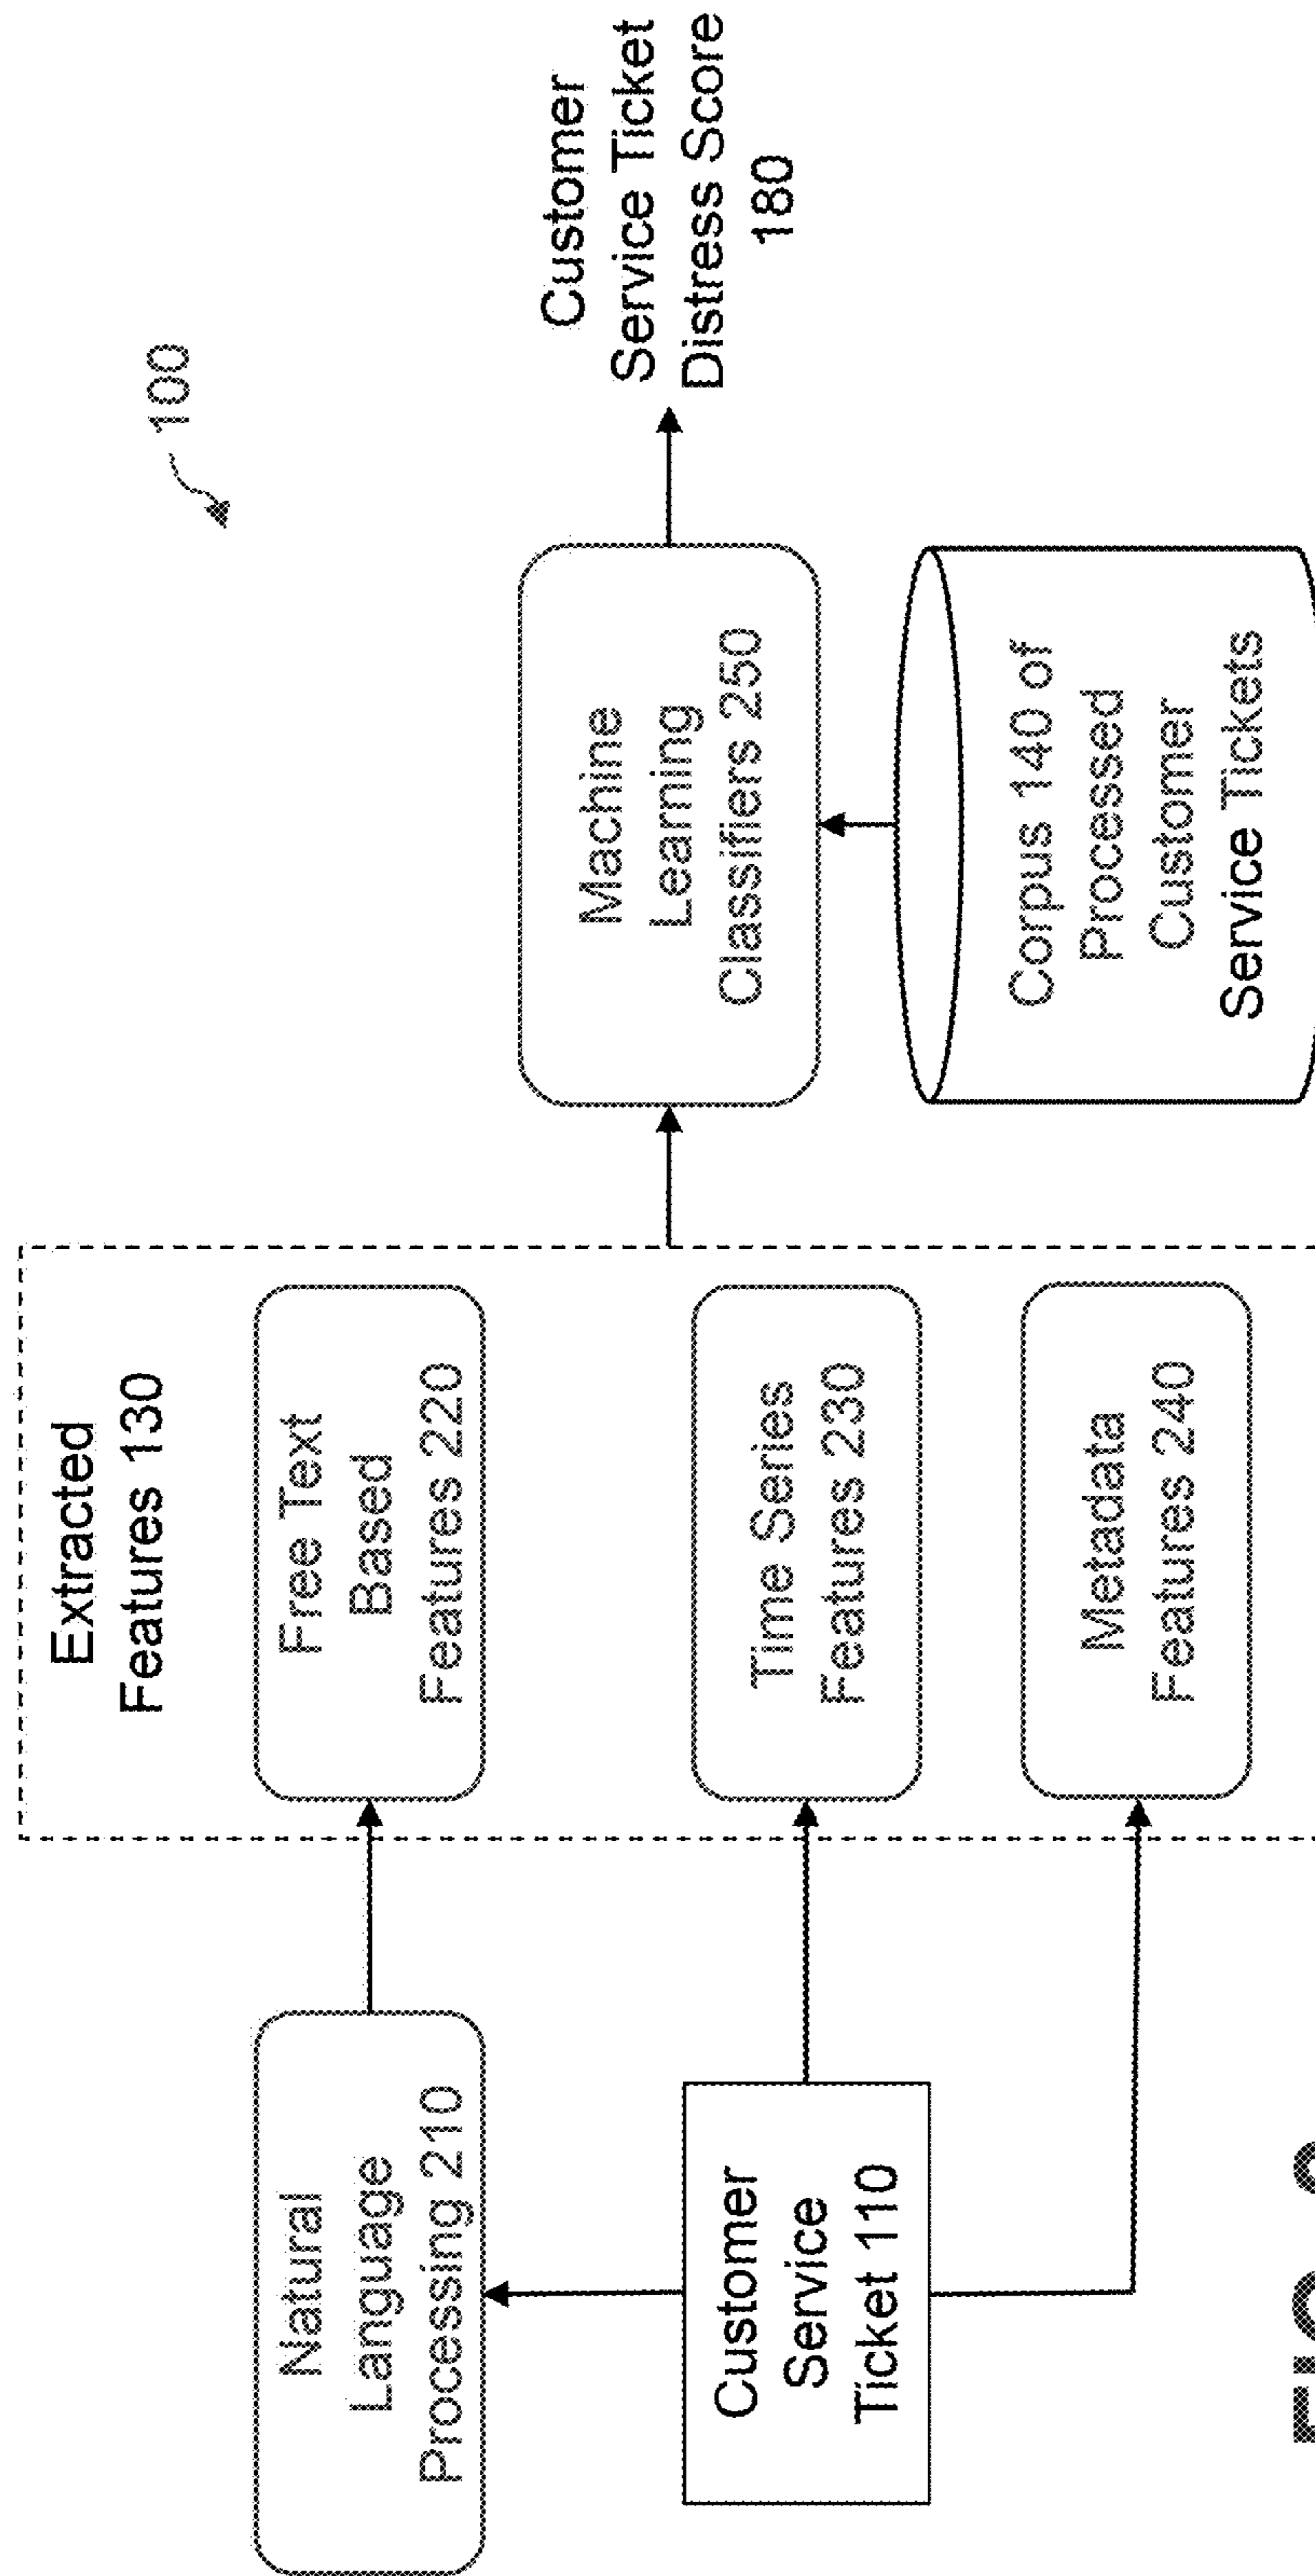 100
Natural
Language
Processing 210
Customer
Service
Ticket 110
Extracted
Features 130
Free Text
Based
Features 220
Time Series
Features 230
Metadata
Features 240
Machine
Learning
Classifiers 250
Corpus 140 of
Processed
Customer
Service Tickets
Customer
Service Ticket
Distress Score
180